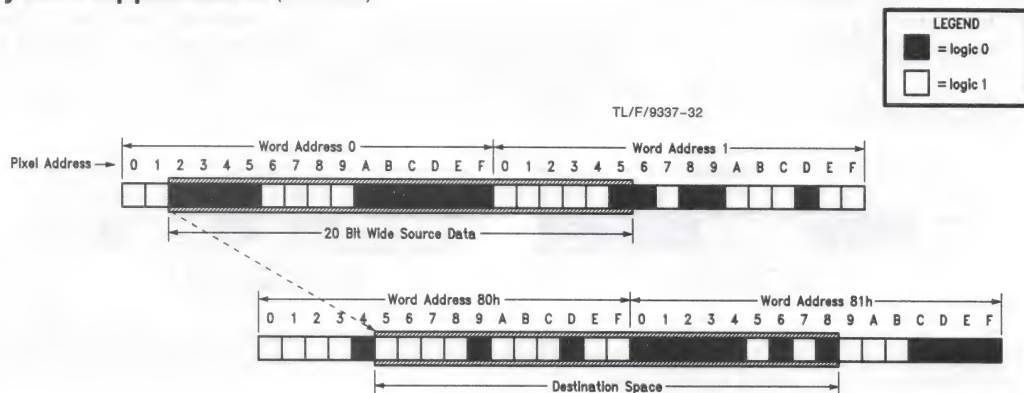 LEGEND
= logic 0
= logic 1
TL/F/9337-32
Word Address 0 Word Address 1
Pixel Address 0 1 2 3 4 5 6 7 8 9 A B C D E F 0 1 2 3 4 5 6 7 8 9 A B C D E F
20 Bit Wide Source Data
Word Address 80h Word Address 81h
0 1 2 3 4 5 6 7 8 9 A B C D E F 0 1 2 3 4 5 6 7 8 9 A B C D E F
Destination Space